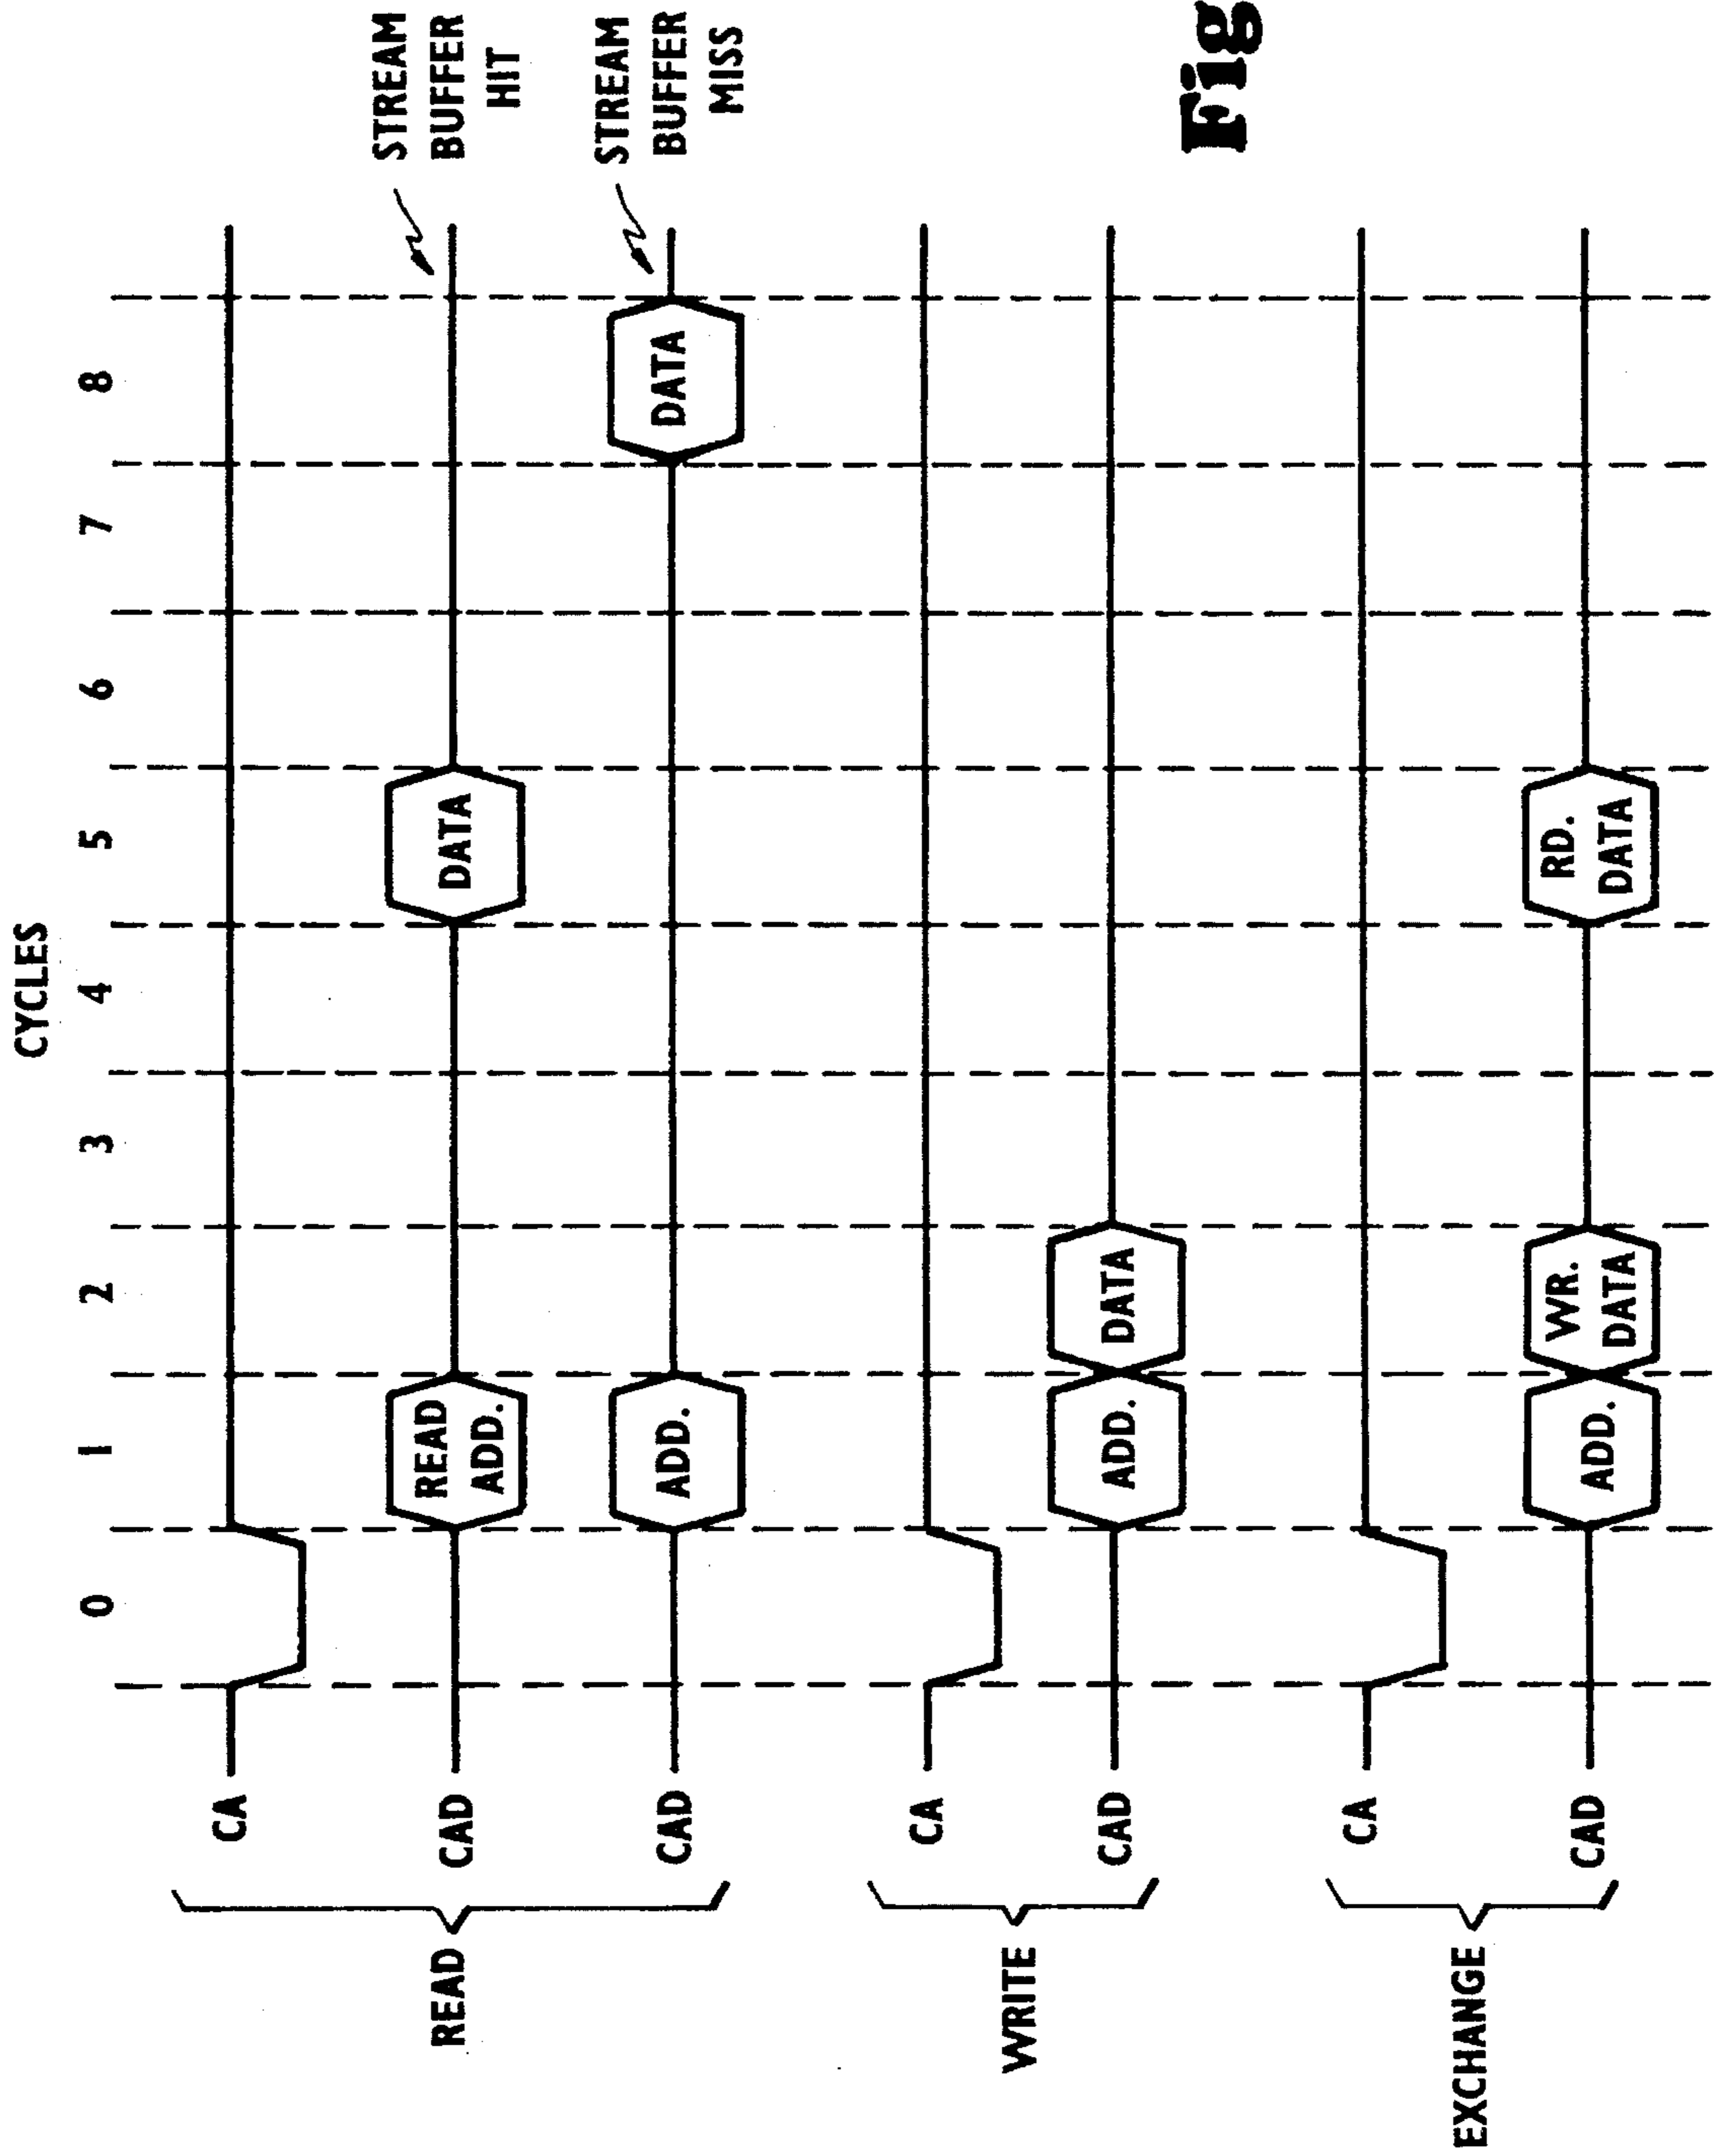 CYCLES
0 1 2 3 4 5 6 7 8
READ
CA
CAD
READ
ADD.
DATA
STREAM
BUFFER
HIT
CAD
ADD.
DATA
STREAM
BUFFER
MISS
WRITE
CA
CAD
ADD.
DATA
EXCHANGE
CA
CAD
ADD.
WR.
DATA
RD.
DATA
Fig